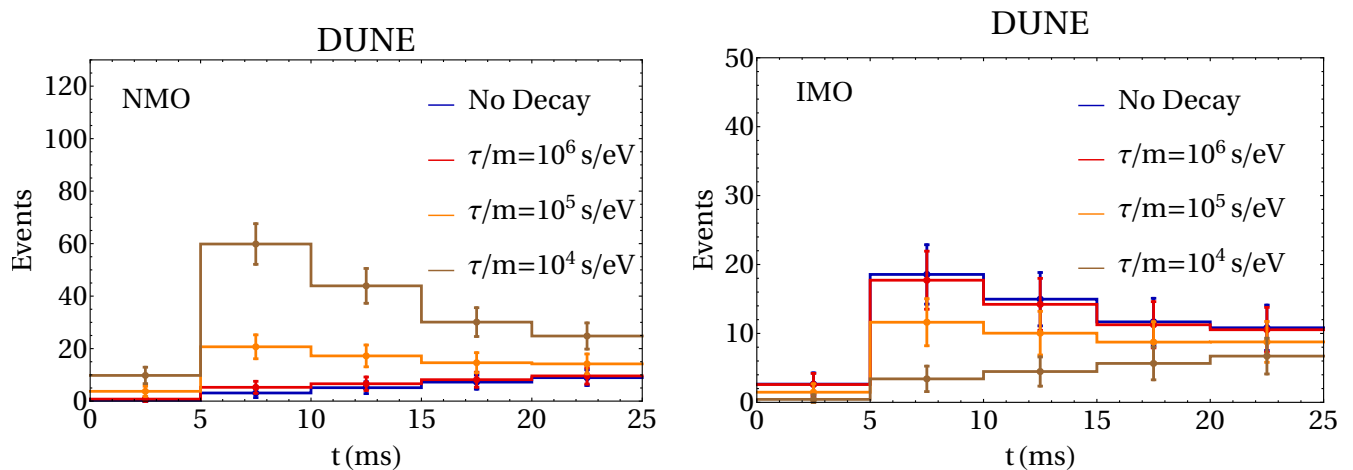 DUNE
NMO
No Decay
τ/m=10⁶ s/eV
τ/m=10⁵ s/eV
τ/m=10⁴ s/eV
Events
120
100
80
60
40
20
0
0 5 10 15 20 25
t (ms)
DUNE
IMO
No Decay
τ/m=10⁶ s/eV
τ/m=10⁵ s/eV
τ/m=10⁴ s/eV
Events
50
40
30
20
10
0
0 5 10 15 20 25
t (ms)